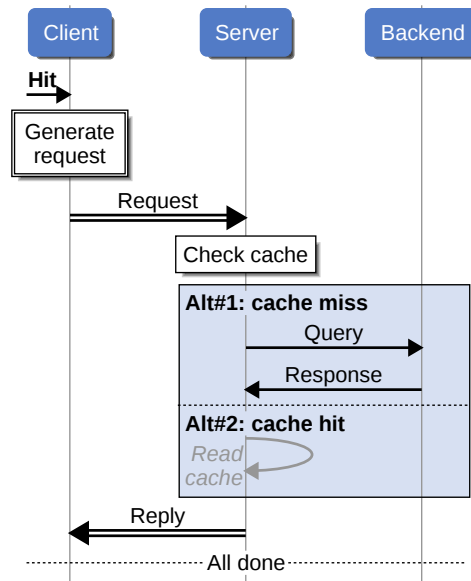 Client
Server
Backend
Hit
Generate
request
Request
Check cache
Alt#1: cache miss
Query
Response
Alt#2: cache hit
Read
cache
Reply
All done